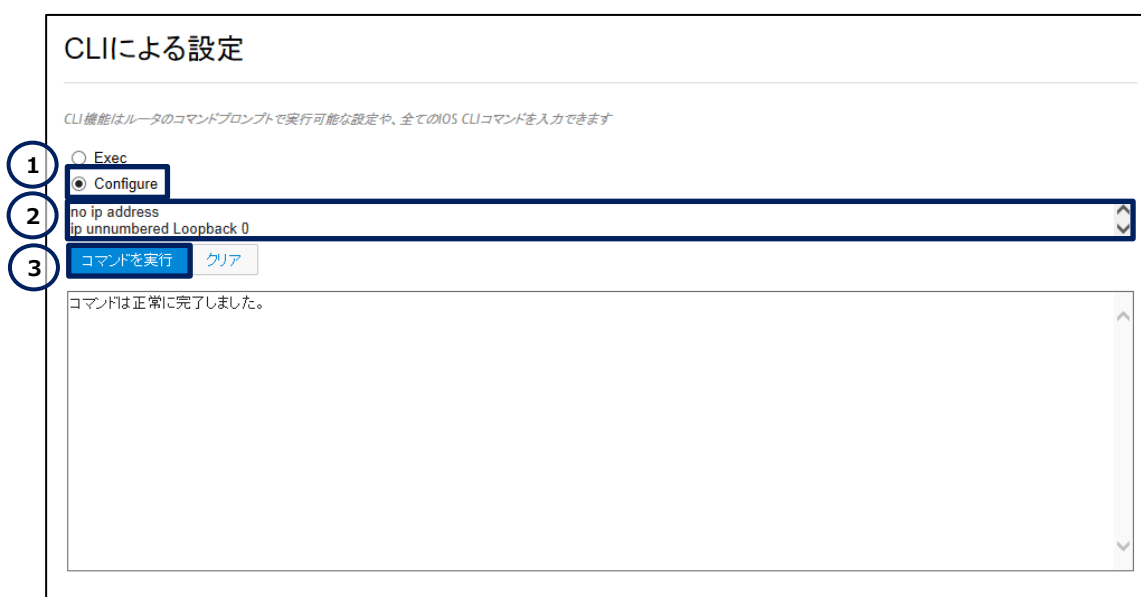 CLIによる設定
CLI機能はルータのコマンドプロンプトで実行可能な設定や、全てのIOS CLIコマンドを入力できます
1
Exec
Configure
2
no ip address
ip unnumbered Loopback 0
3
コマンドを実行 クリア
コマンドは正常に完了しました。